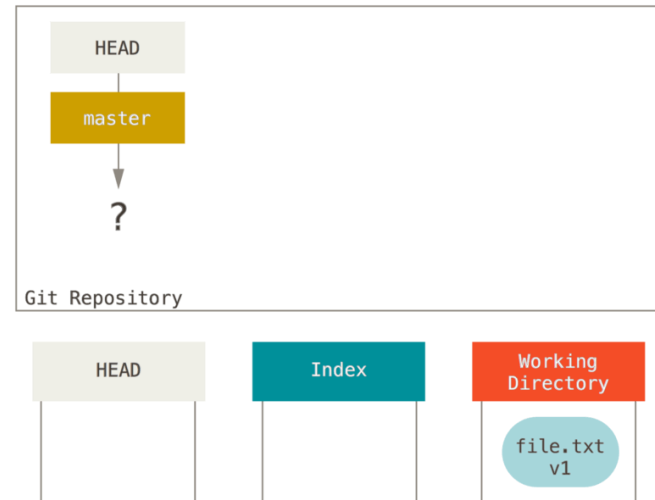 HEAD
master
?
Git Repository
HEAD
Index
Working
Directory
file.txt
v1